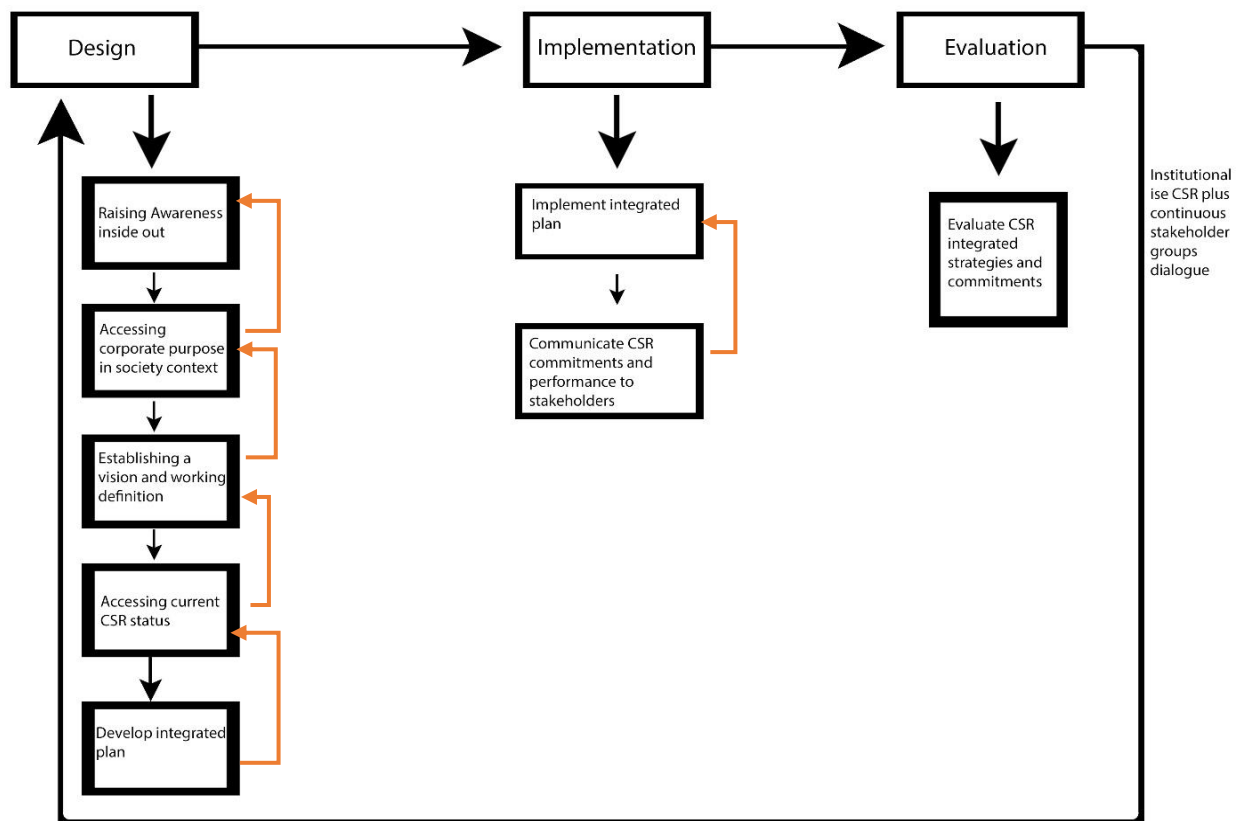 Design
Implementation
Evaluation
Raising Awareness
inside out
Accessing
corporate purpose
in society context
Establishing a
vision and working
definition
Accessing current
CSR status
Develop integrated
plan
Implement integrated
plan
Communicate CSR
commitments and
performance to
stakeholders
Evaluate CSR
integrated
strategies and
commitments
Institutional
ise CSR plus
continuous
stakeholder
groups
dialogue